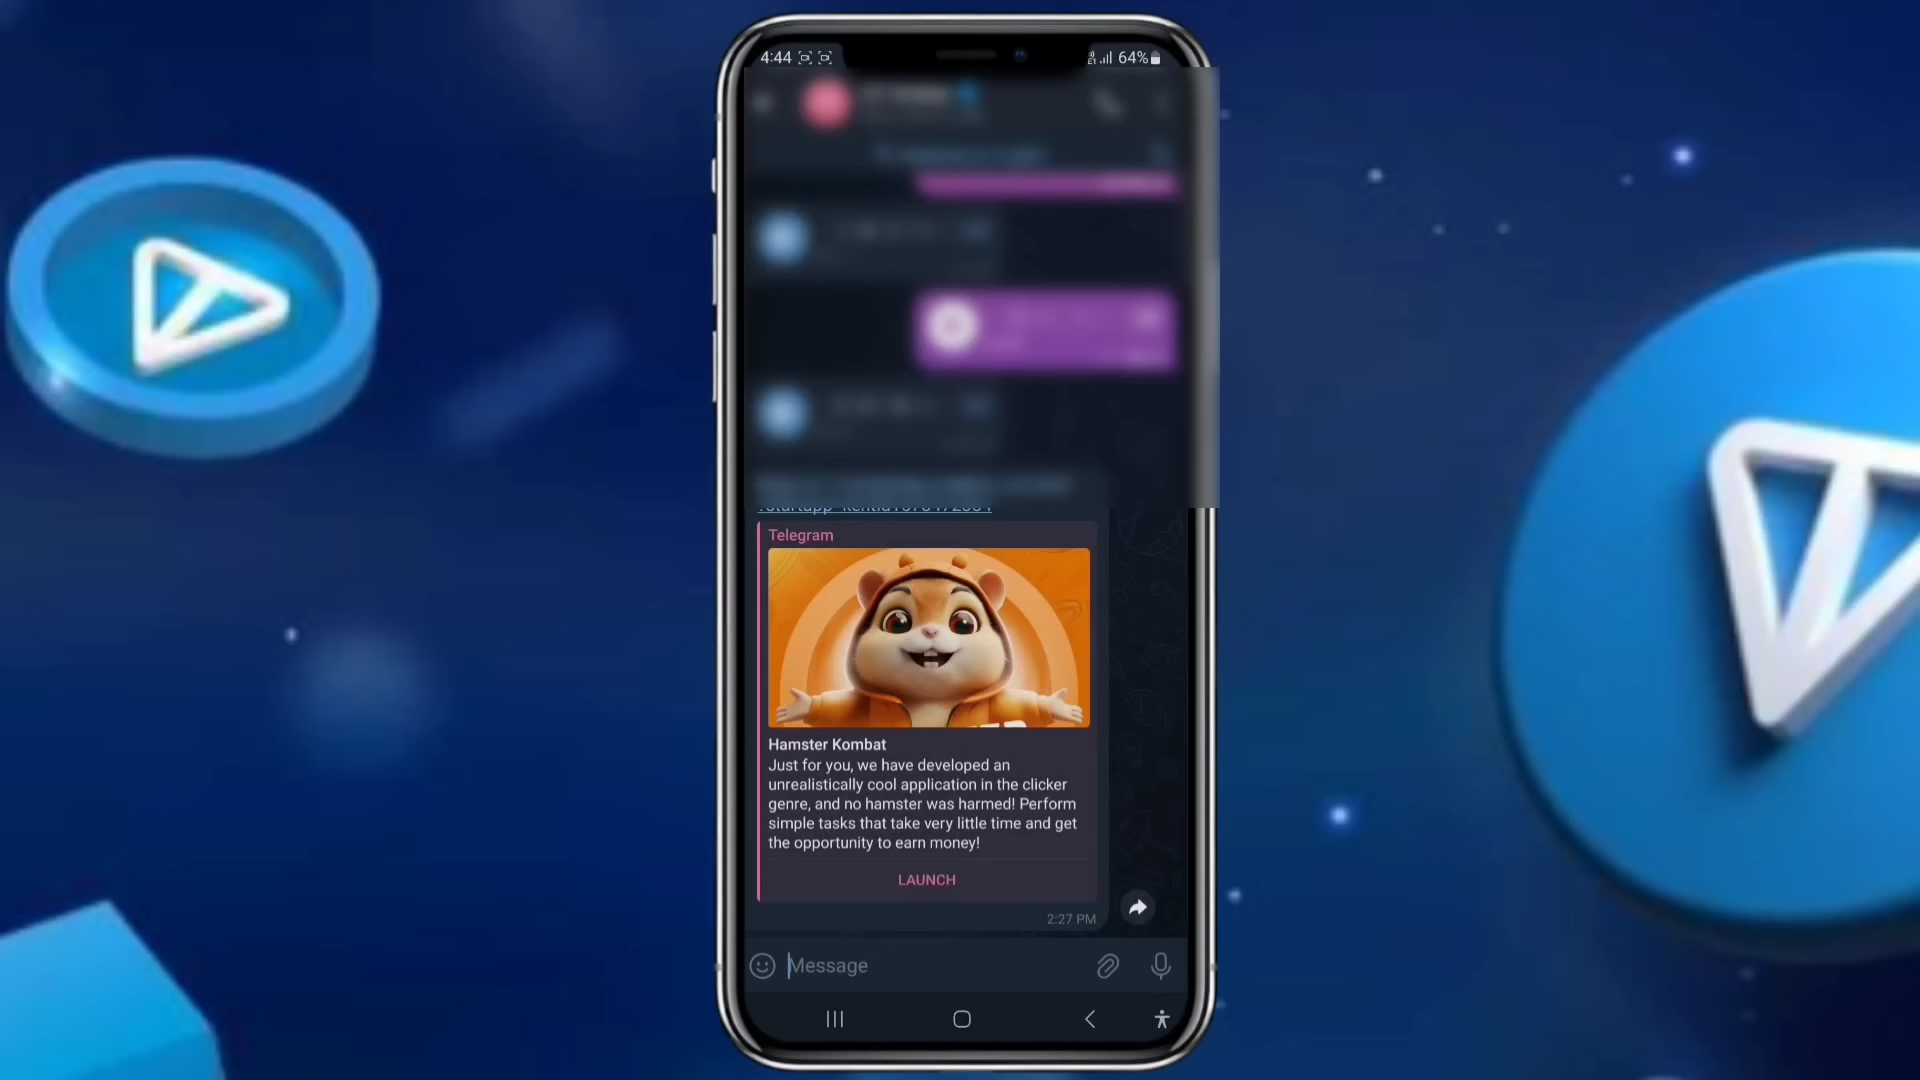 4:44
64%
Telegram
Hamster Kombat
Just for you, we have developed an
unrealistically cool application in the clicker
genre, and no hamster was harmed! Perform
simple tasks that take very little time and get
the opportunity to earn money!
LAUNCH
2:27 PM
Message